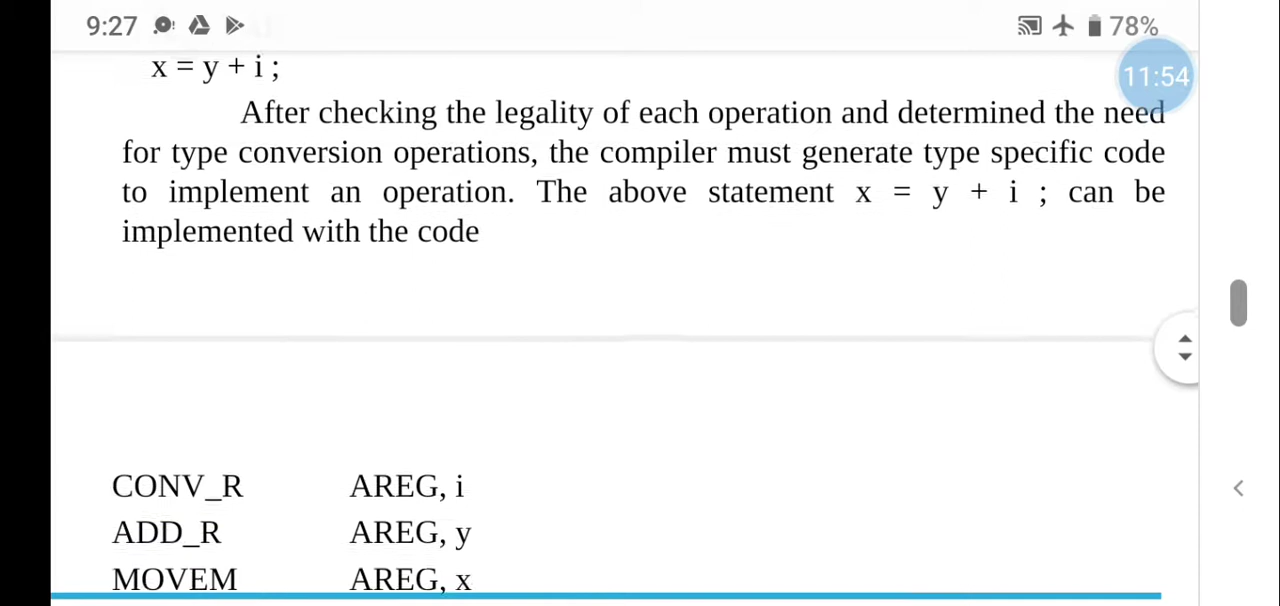 9:27 78%
x = y + i ;
11:54
After checking the legality of each operation and determined the need
for type conversion operations, the compiler must generate type specific code
to implement an operation. The above statement x = y + i ; can be
implemented with the code
CONV_R AREG, i
ADD_R AREG, y
MOVEM AREG, x